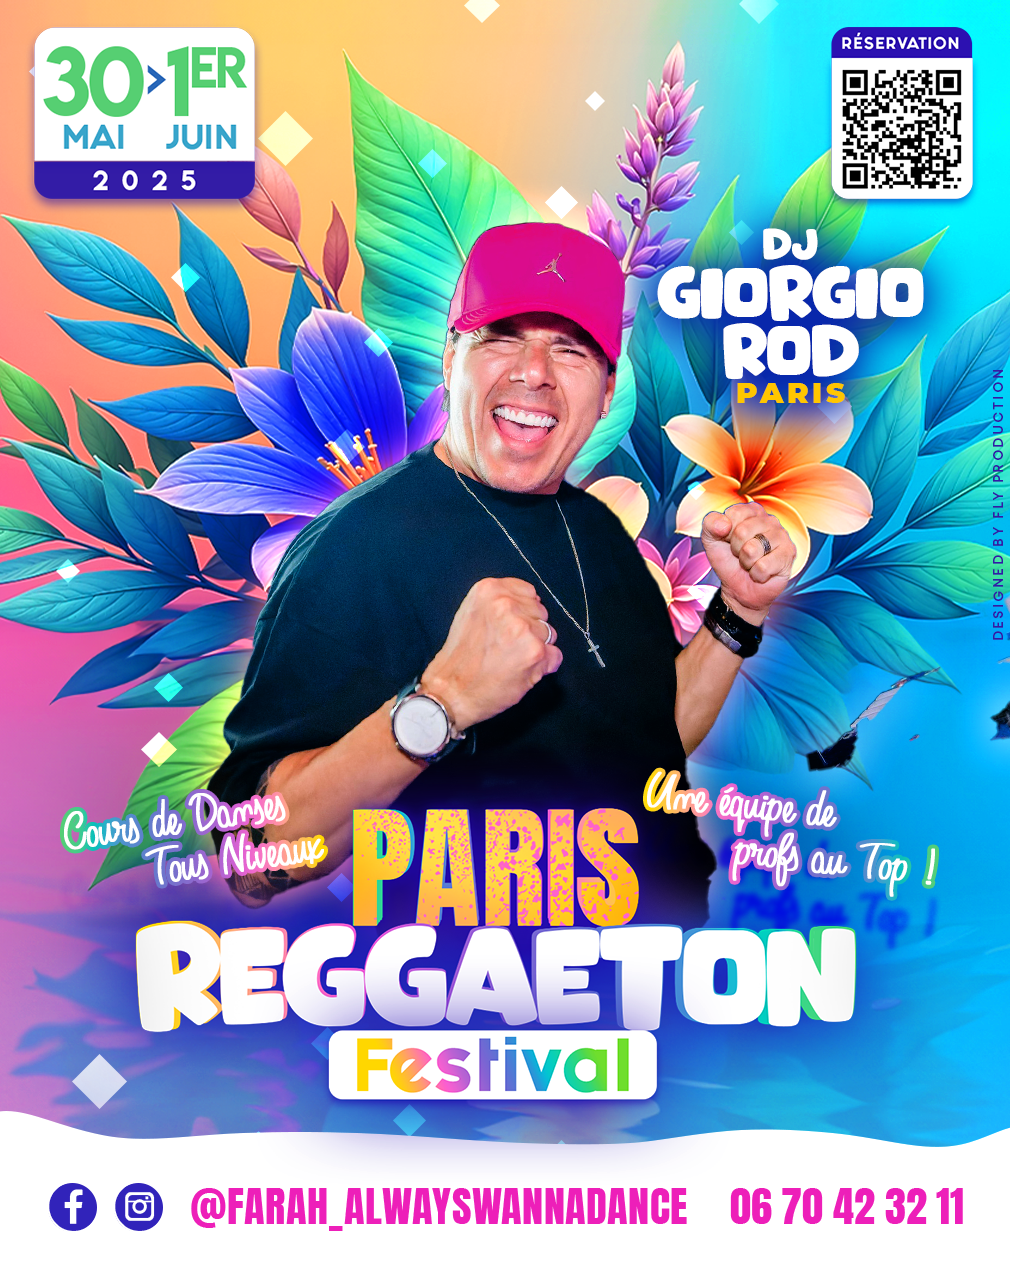 30>1ER
MAI JUIN
2025
RÉSERVATION
DJ
GIORGIO
ROD
PARIS
DESIGNED BY FLY PRODUCTION
Cours de Danses
Tous Niveaux
Une équipe de
profs au Top !
PARIS
REGGAETON
Festival
@FARAH_ALWAYSWANNADANCE 06 70 42 32 11